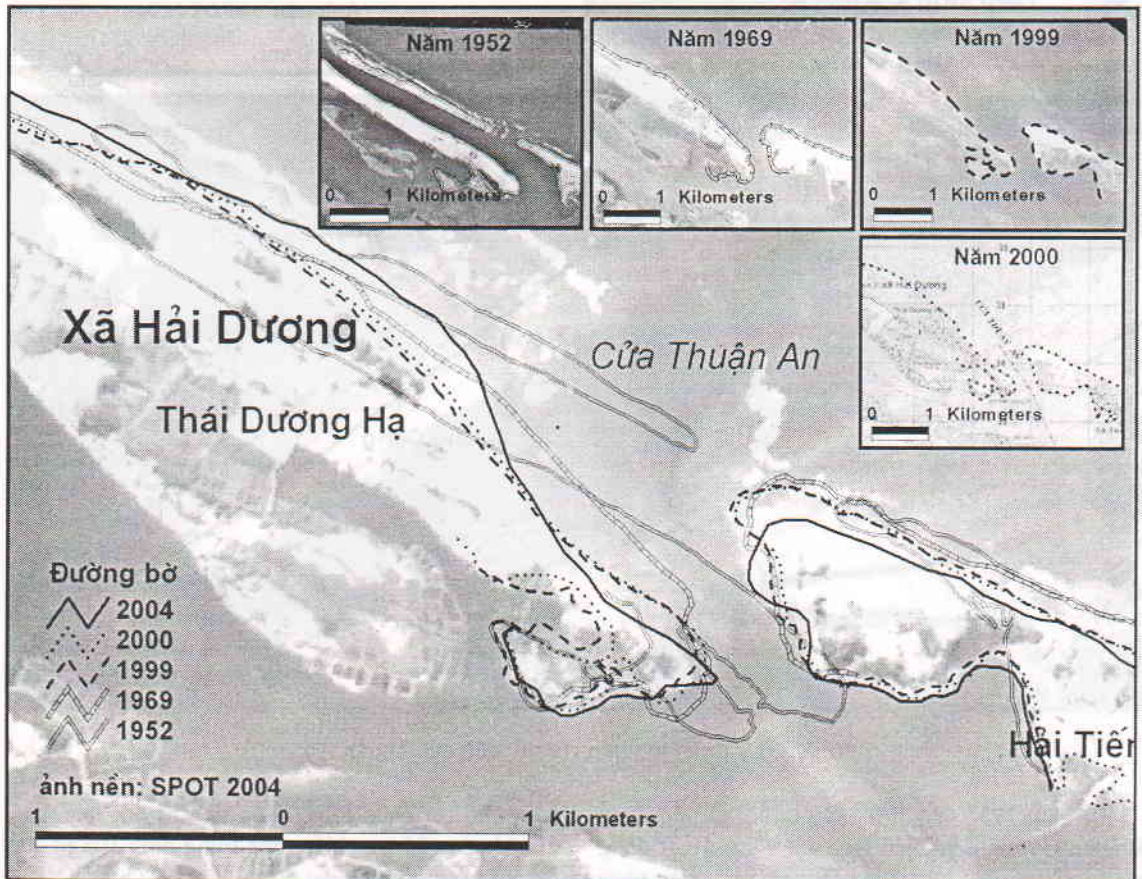 Năm 1952
0 1 Kilometers
Năm 1969
0 1 Kilometers
Năm 1999
0 1 Kilometers
Năm 2000
0 1 Kilometers
Xã Hải Dương
Cửa Thuận An
Thái Dương Hạ
Hải Tiến
Đường bờ
2004
2000
1999
1969
1952
ảnh nền: SPOT 2004
1 0 1 Kilometers